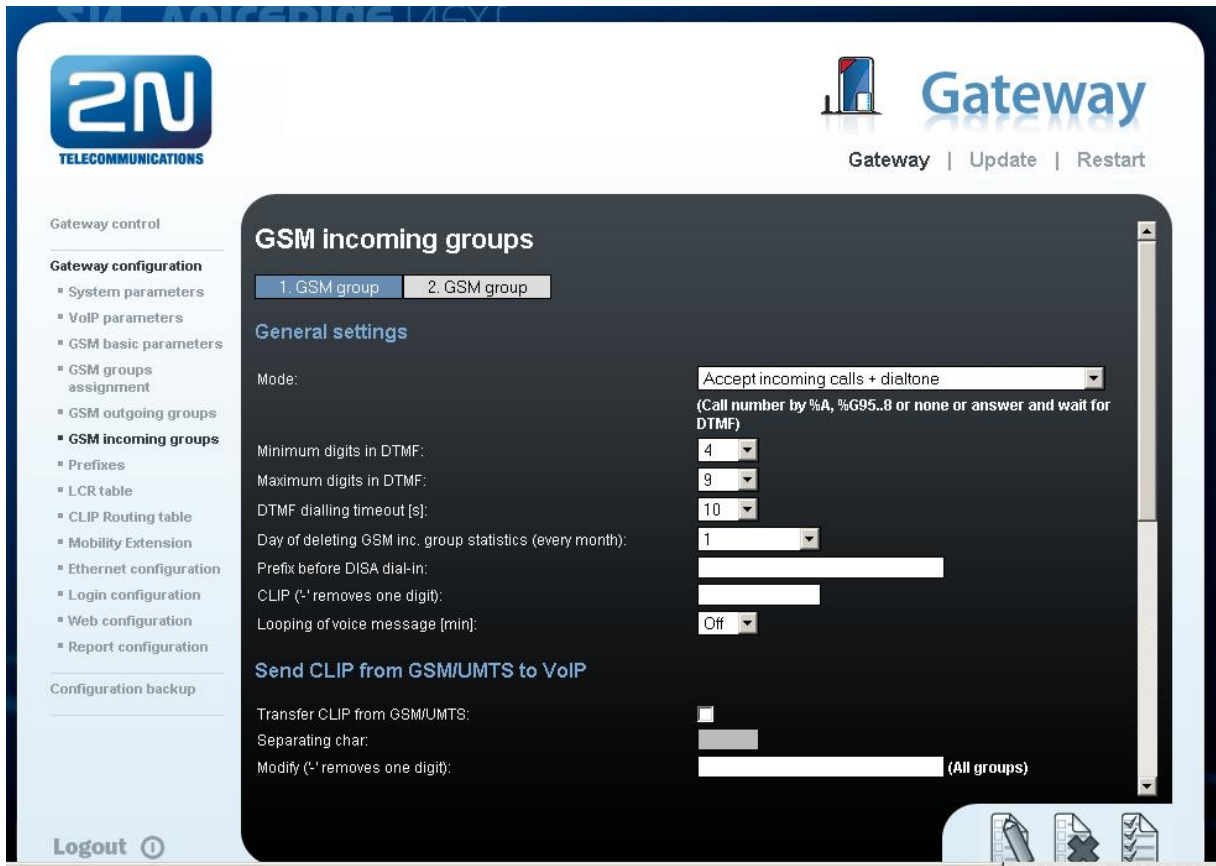 2N VOICEBLUE NEXT
2N
TELECOMMUNICATIONS
Gateway
Gateway | Update | Restart
Gateway control
Gateway configuration
System parameters
VoIP parameters
GSM basic parameters
GSM groups
assignment
GSM outgoing groups
GSM incoming groups
Prefixes
LCR table
CLIP Routing table
Mobility Extension
Ethernet configuration
Login configuration
Web configuration
Report configuration
Configuration backup
Logout
GSM incoming groups
1. GSM group 2. GSM group
General settings
Mode: Accept incoming calls + dialtone
(Call number by %A, %G95..8 or none or answer and wait for
DTMF)
Minimum digits in DTMF: 4
Maximum digits in DTMF: 9
DTMF dialling timeout [s]: 10
Day of deleting GSM inc. group statistics (every month): 1
Prefix before DISA dial-in:
CLIP ('-' removes one digit):
Looping of voice message [min]: Off
Send CLIP from GSM/UMTS to VoIP
Transfer CLIP from GSM/UMTS:
Separating char:
Modify ('-' removes one digit): (All groups)